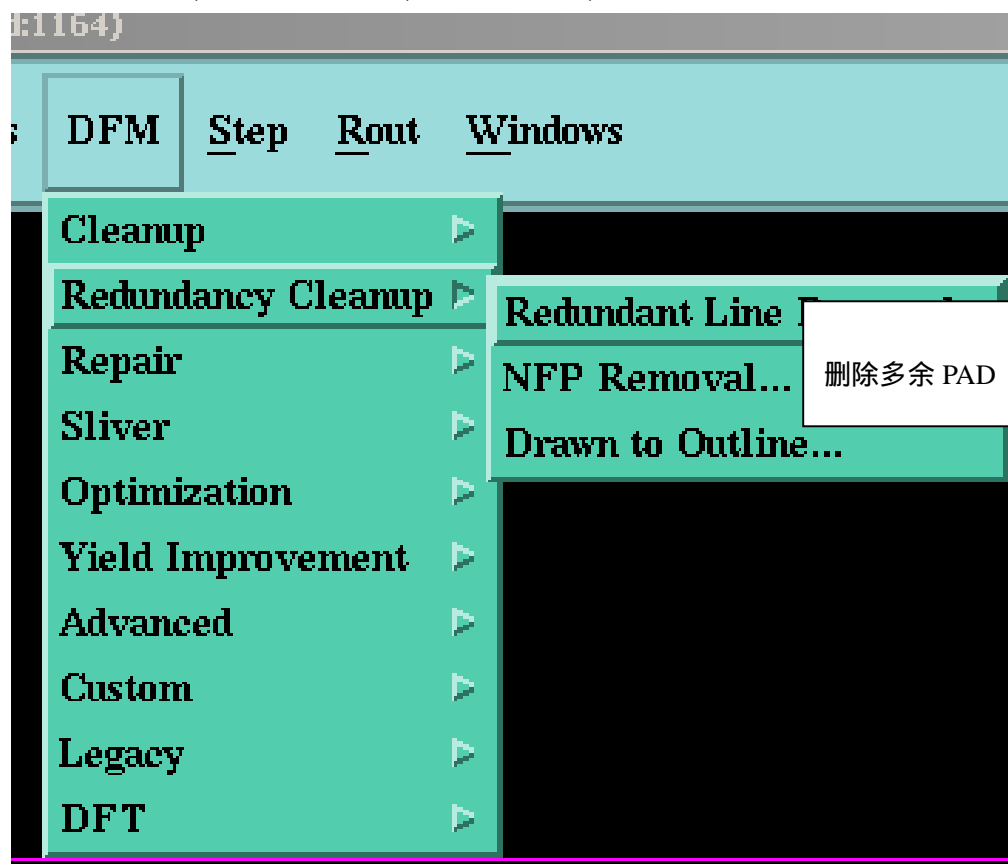 :1164)
DFM Step Rout Windows
Cleanup
Redundancy Cleanup
Redundant Line
Repair
NFP Removal...
删除多余 PAD
Sliver
Drawn to Outline...
Optimization
Yield Improvement
Advanced
Custom
Legacy
DFT